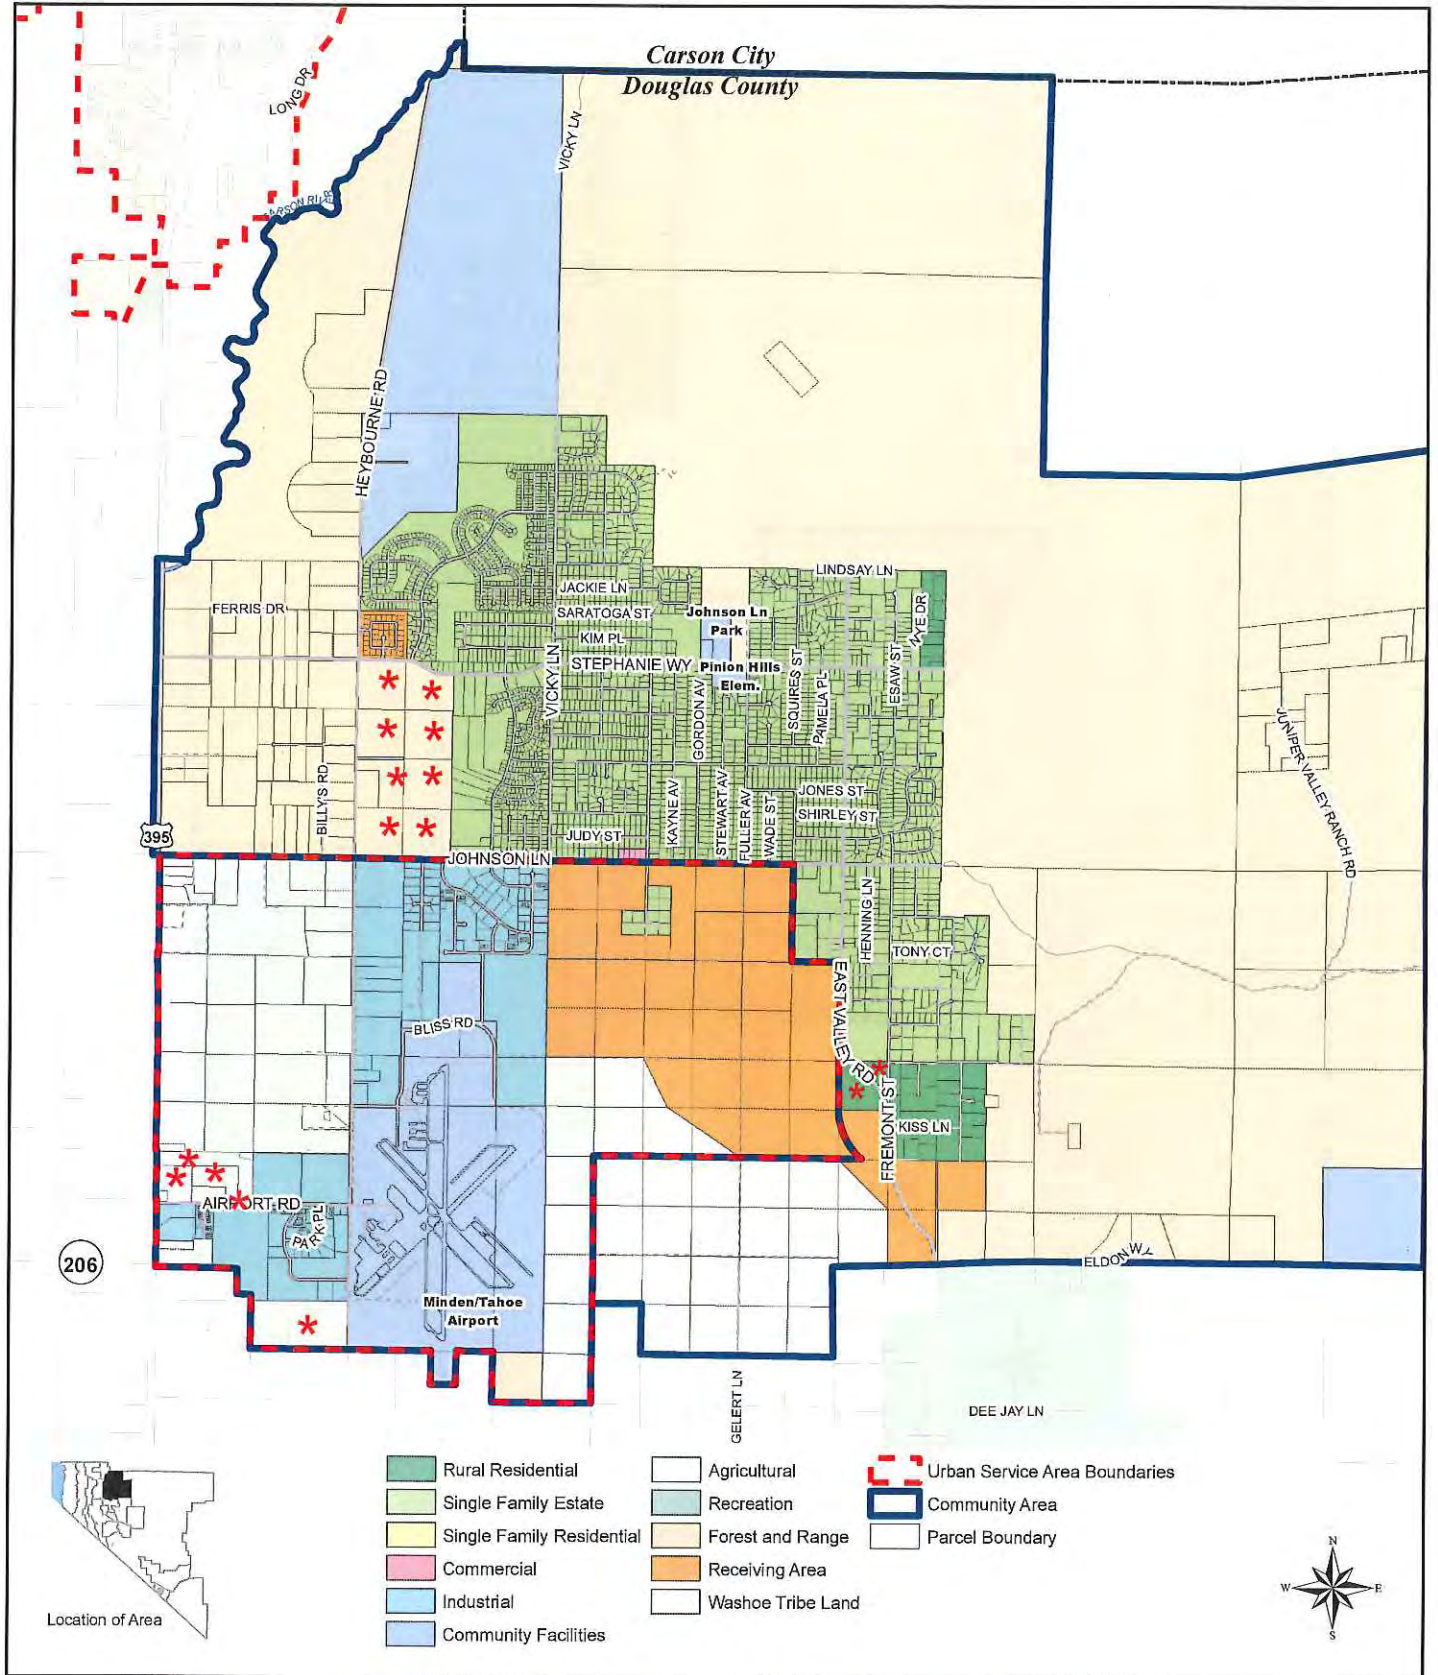 Carson City
Douglas County
LONG DR
VICKY LN
CARSON RIVER
HEYBOURNE RD
LINDSAY LN
JACKIE LN
FERRIS DR
SARATOGA ST
Johnson Ln
Park
NYE DR
KIM PL
STEPHANIE WY
Pinion Hills
Elem.
VICKY LN
GORDON AV
SQUIRES ST
PAMELA PL
ESAW ST
JUNIPER VALLEY RANCH RD
BILLY'S RD
KAYNE AV
STEWART AV
FULLER AV
WADE ST
JONES ST
SHIRLEY ST
395
JUDY ST
JOHNSON LN
HENNING LN
TONY CT
EAST VALLEY RD
BLISS RD
FREMONT ST
KISS LN
AIRPORT RD
PARK PL
206
ELDON WY
Minden/Tahoe
Airport
GELERT LN
DEE JAY LN
Rural Residential
Single Family Estate
Single Family Residential
Commercial
Industrial
Community Facilities
Agricultural
Recreation
Forest and Range
Receiving Area
Washoe Tribe Land
Urban Service Area Boundaries
Community Area
Parcel Boundary
Location of Area
N
W
E
S